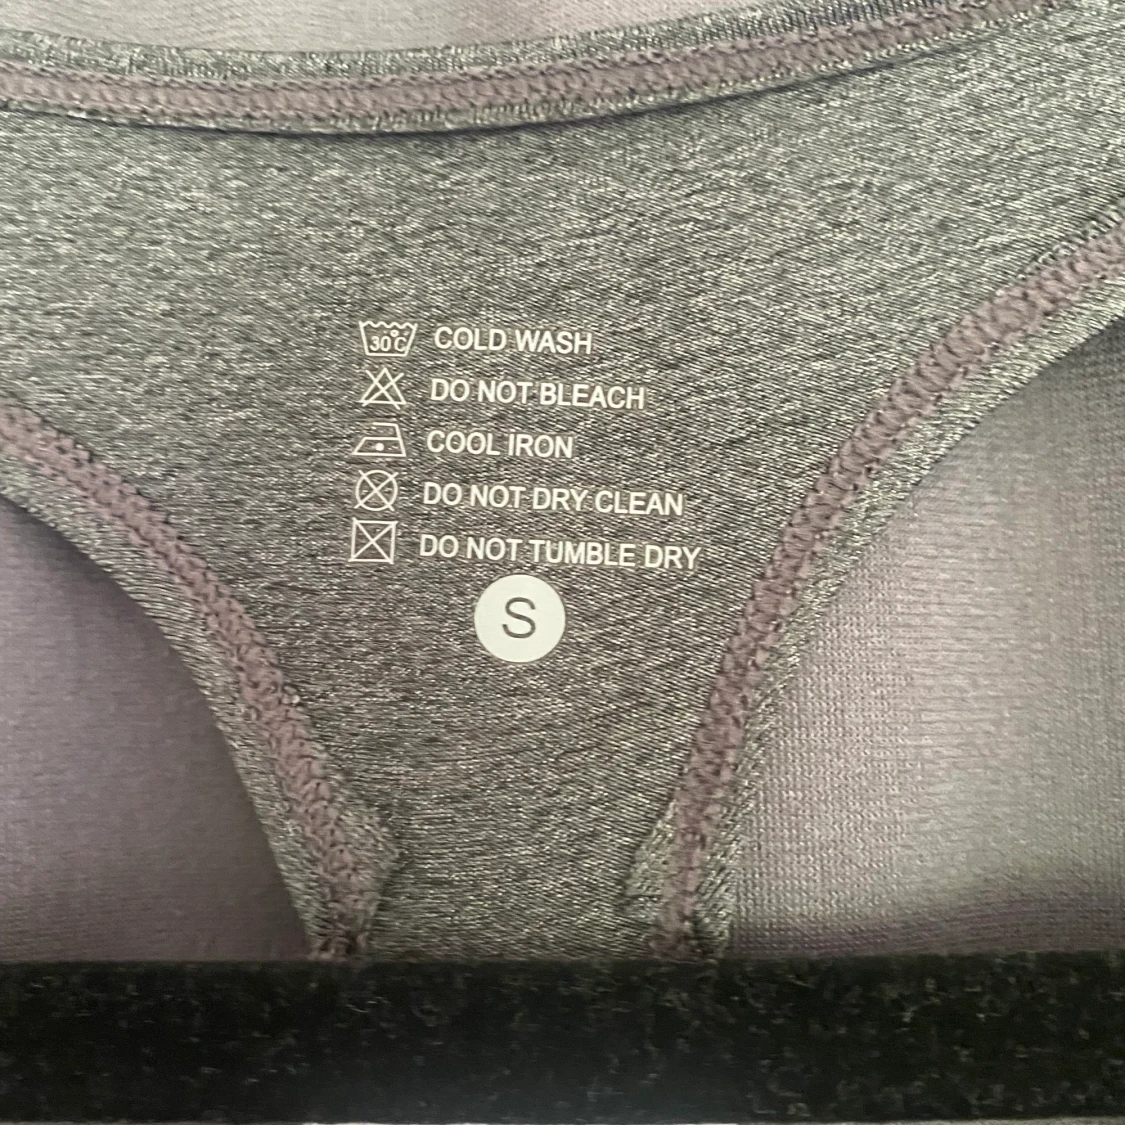 30°C COLD WASH
DO NOT BLEACH
COOL IRON
DO NOT DRY CLEAN
DO NOT TUMBLE DRY
S